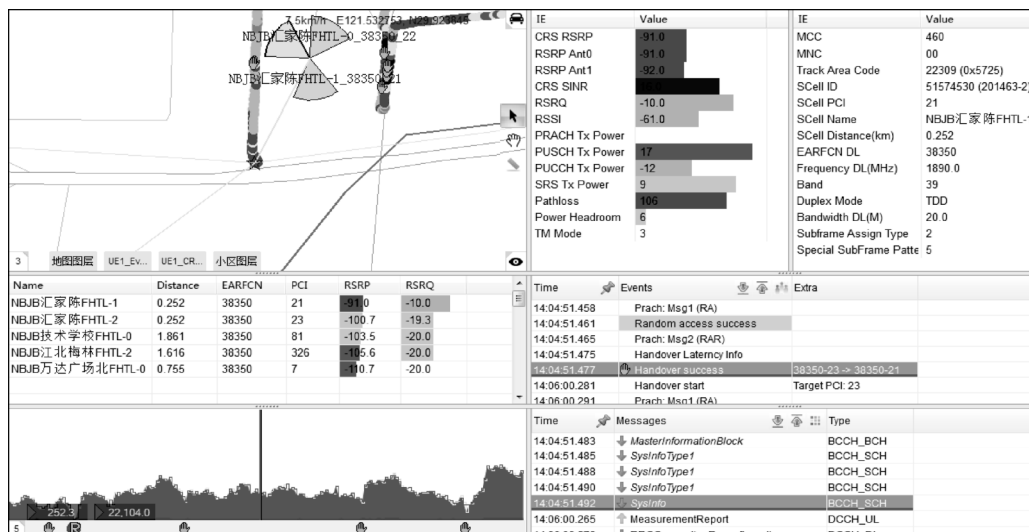 7.5km/h E121.532753, N29.923845
NBJB汇家陈FHTL-0_38350_22
NBJB汇家陈FHTL-1_38350_21
3 地图图层 UE1_Ev... UE1_CR... 小区图层
IE Value
CRS RSRP -91.0
RSRP Ant0 -91.0
RSRP Ant1 -92.0
CRS SINR
RSRQ -10.0
RSSI -61.0
PRACH Tx Power
PUSCH Tx Power 17
PUCCH Tx Power -12
SRS Tx Power 9
Pathloss 106
Power Headroom 6
TM Mode 3
IE Value
MCC 460
MNC 00
Track Area Code 22309 (0x5725)
SCell ID 51574530 (201463-2)
SCell PCI 21
SCell Name NBJB汇家陈FHTL-1
SCell Distance(km) 0.252
EARFCN DL 38350
Frequency DL(MHz) 1890.0
Band 39
Duplex Mode TDD
Bandwidth DL(M) 20.0
Subframe Assign Type 2
Special SubFrame Patte 5
Name Distance EARFCN PCI RSRP RSRQ
NBJB汇家陈FHTL-1 0.252 38350 21 -91.0 -10.0
NBJB汇家陈FHTL-2 0.252 38350 23 -100.7 -19.3
NBJB技术学校FHTL-0 1.861 38350 81 -103.5 -20.0
NBJB江北梅林FHTL-2 1.616 38350 326 -105.6 -20.0
NBJB万达广场北FHTL-0 0.755 38350 7 -110.7 -20.0
Time Events Extra
14:04:51.458 Prach: Msg1 (RA)
14:04:51.461 Random access success
14:04:51.465 Prach: Msg2 (RAR)
14:04:51.475 Handover Laterncy Info
14:04:51.477 Handover success 38350-23 -> 38350-21
14:06:00.281 Handover start Target PCI: 23
14:06:00.291 Prach: Msg1 (RA)
252.3 22,104.0
5
Time Messages Type
14:04:51.483 MasterInformationBlock BCCH_BCH
14:04:51.485 SysInfoType1 BCCH_SCH
14:04:51.488 SysInfoType1 BCCH_SCH
14:04:51.490 SysInfoType1 BCCH_SCH
14:04:51.492 SysInfo BCCH_SCH
14:06:00.265 MeasurementReport DCCH_UL